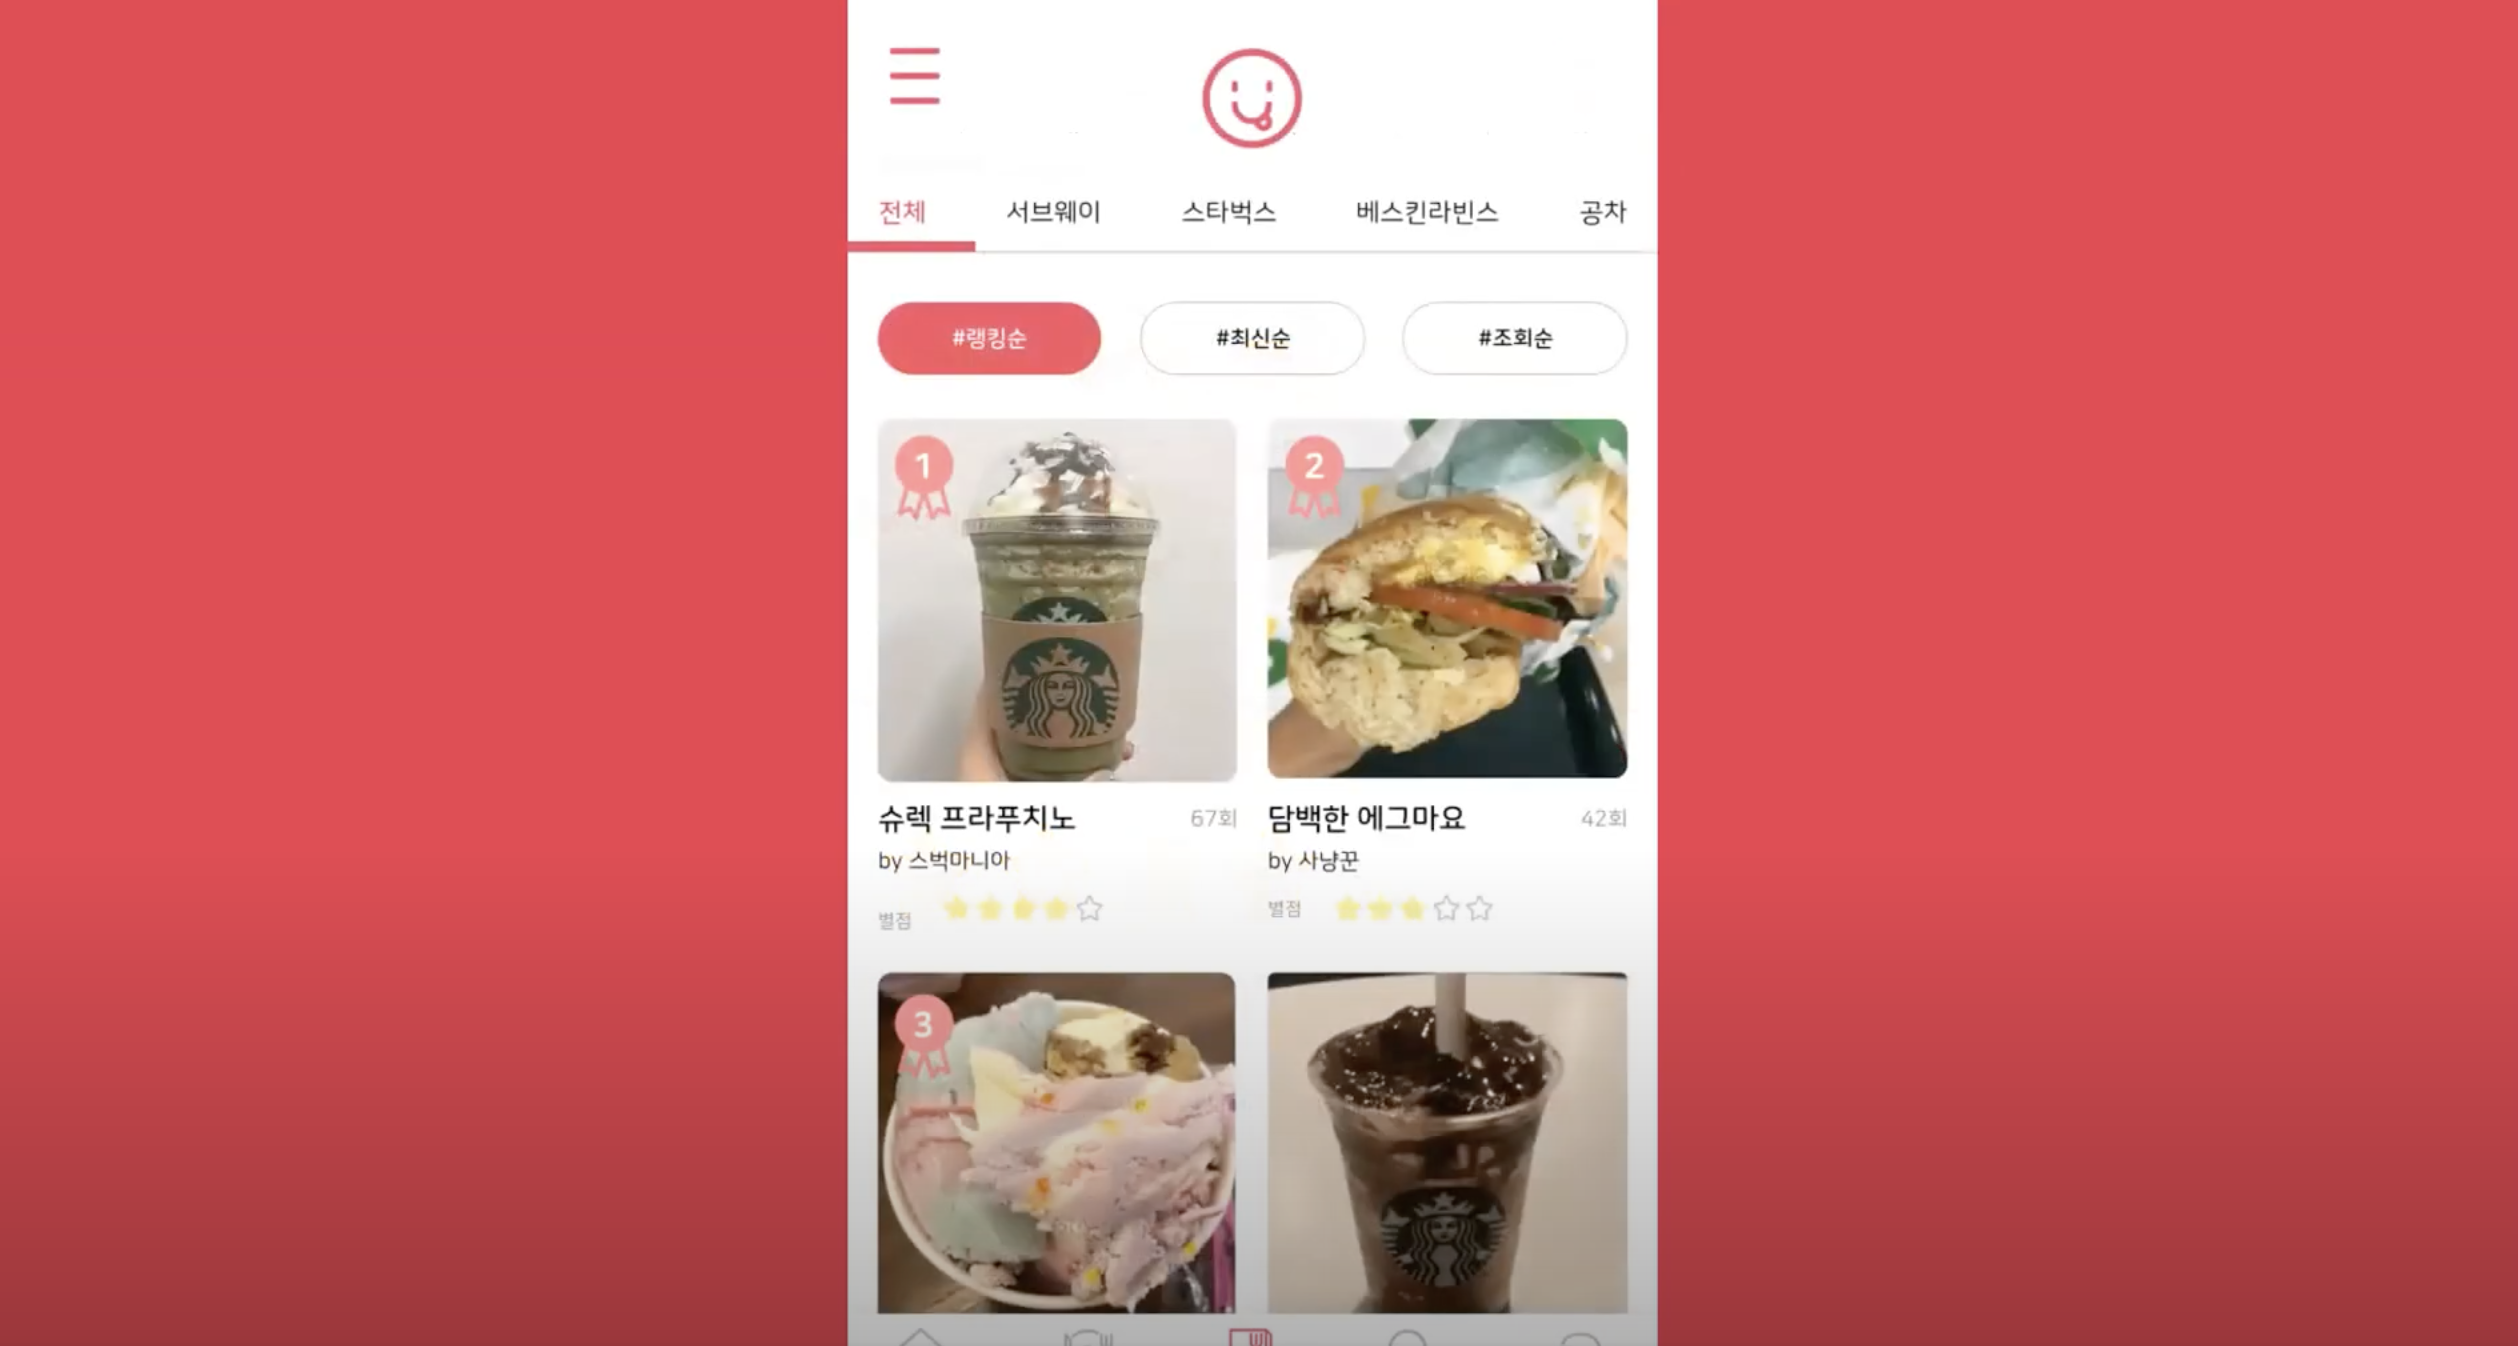 전체 서브웨이 스타벅스 베스킨라빈스 공차
#랭킹순 #최신순 #조회순
1
2
슈렉 프라푸치노 67회
by 스벅마니아
별점
담백한 에그마요 42회
by 사냥꾼
별점
3